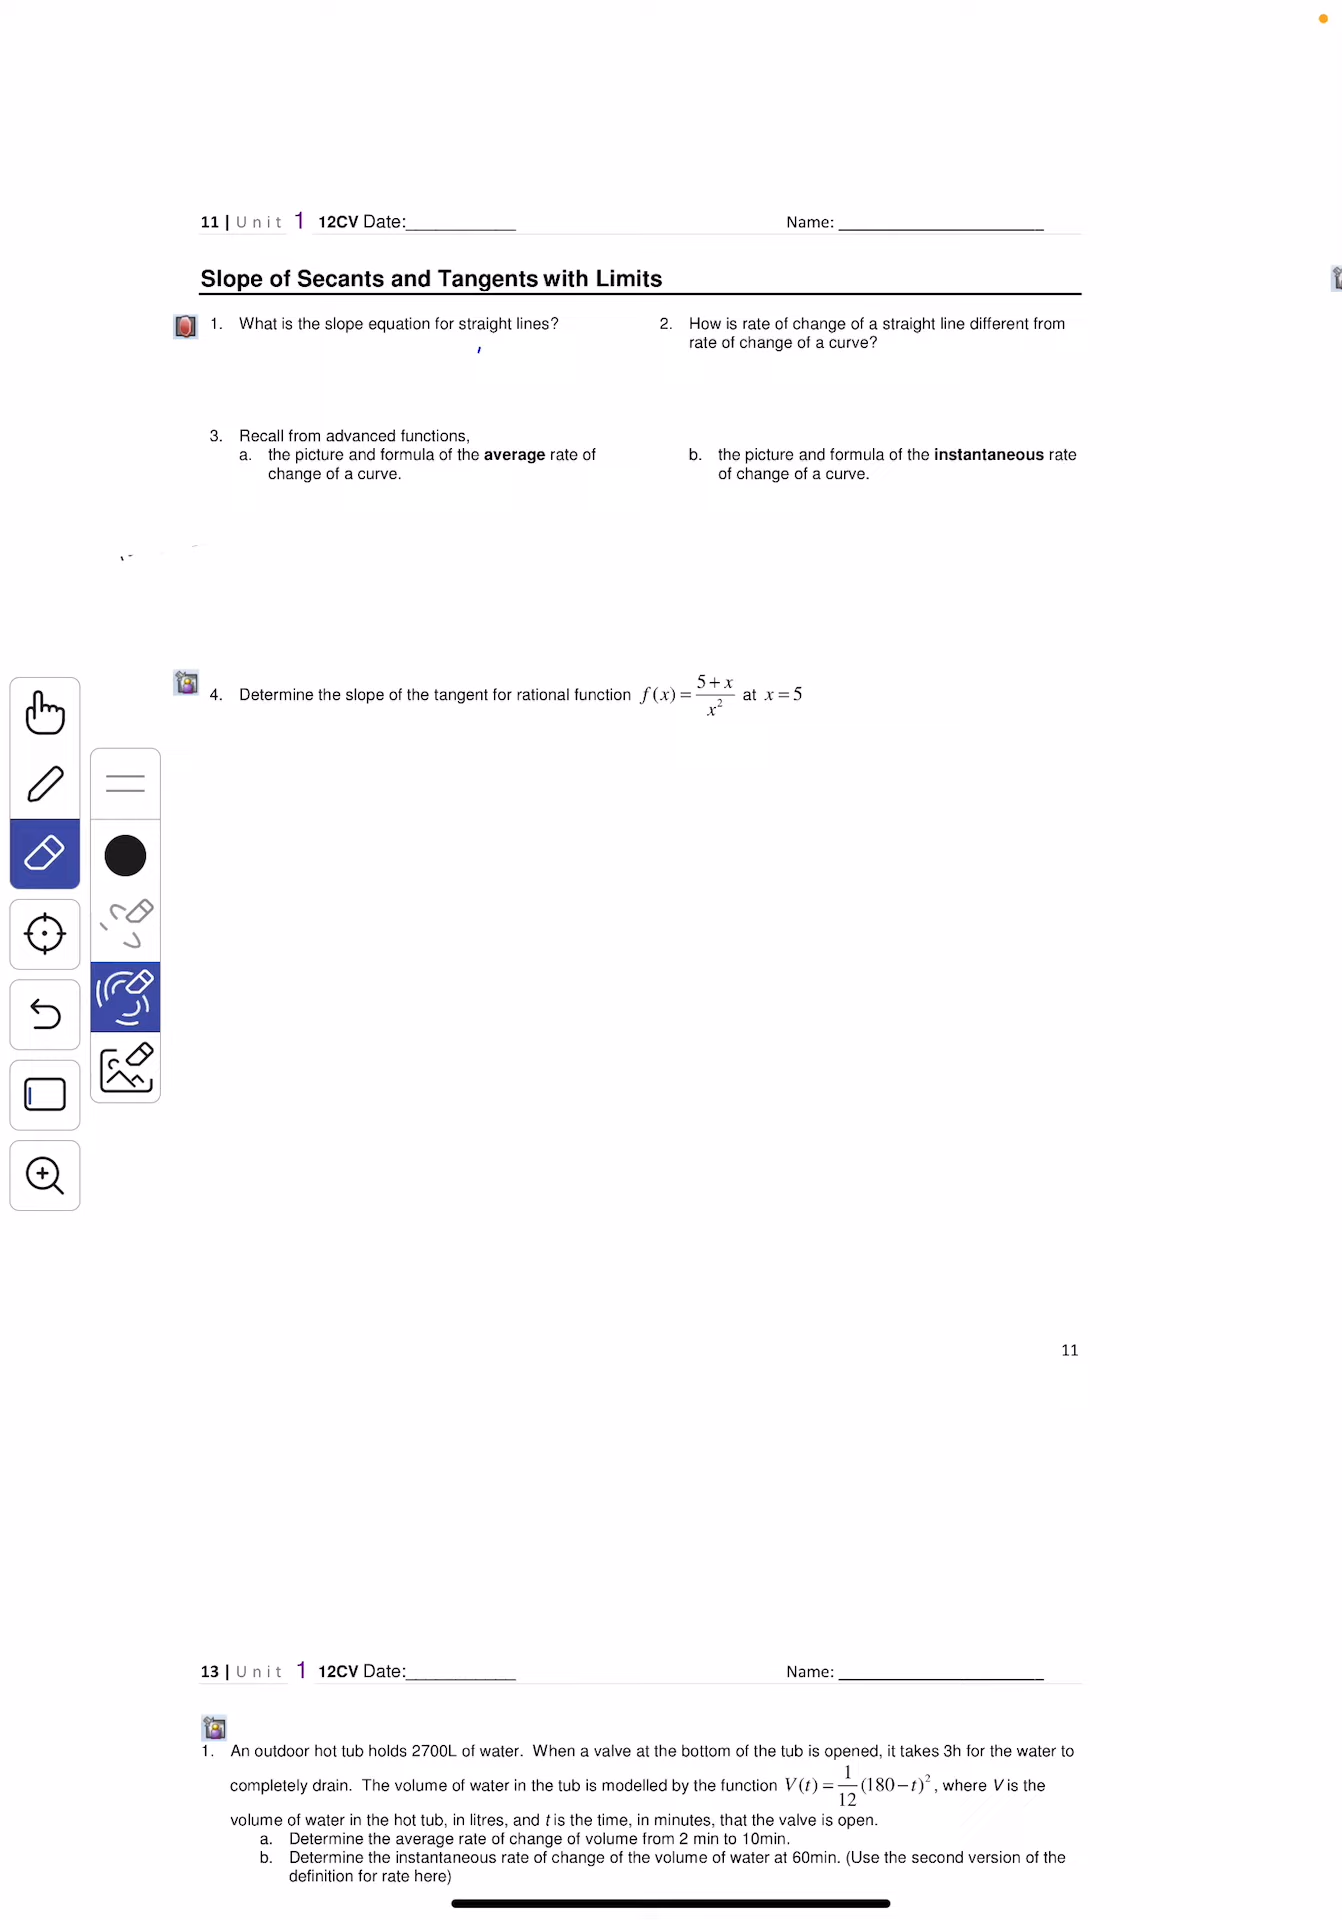 11 | Unit 1 12CV Date:____________ Name: ______________________
Slope of Secants and Tangents with Limits
1. What is the slope equation for straight lines?
2. How is rate of change of a straight line different from
rate of change of a curve?
3. Recall from advanced functions,
a. the picture and formula of the average rate of
change of a curve.
b. the picture and formula of the instantaneous rate
of change of a curve.
4. Determine the slope of the tangent for rational function f(x) = (5+x)/x² at x = 5
11
13 | Unit 1 12CV Date:____________ Name: ______________________
1. An outdoor hot tub holds 2700L of water. When a valve at the bottom of the tub is opened, it takes 3h for the water to
completely drain. The volume of water in the tub is modelled by the function V(t) = 1/12 (180−t)², where V is the
volume of water in the hot tub, in litres, and t is the time, in minutes, that the valve is open.
a. Determine the average rate of change of volume from 2 min to 10min.
b. Determine the instantaneous rate of change of the volume of water at 60min. (Use the second version of the
definition for rate here)